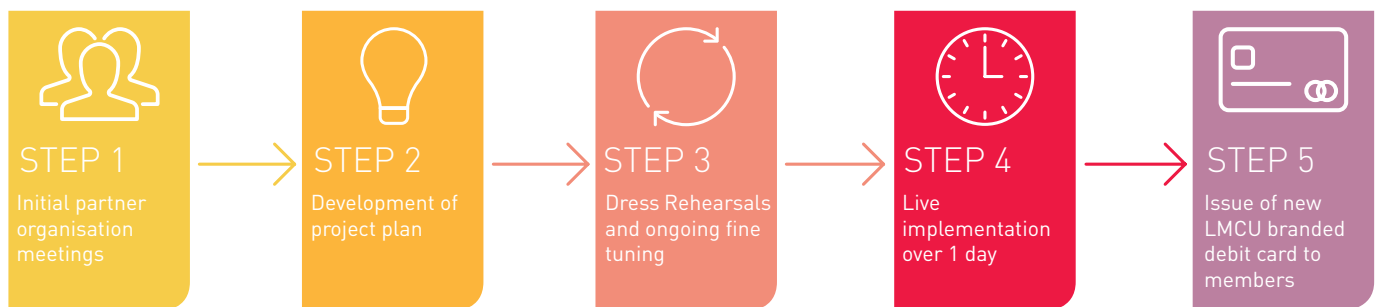 STEP 1
Initial partner
organisation
meetings
STEP 2
Development of
project plan
STEP 3
Dress Rehearsals
and ongoing fine
tuning
STEP 4
Live
implementation
over 1 day
STEP 5
Issue of new
LMCU branded
debit card to
members